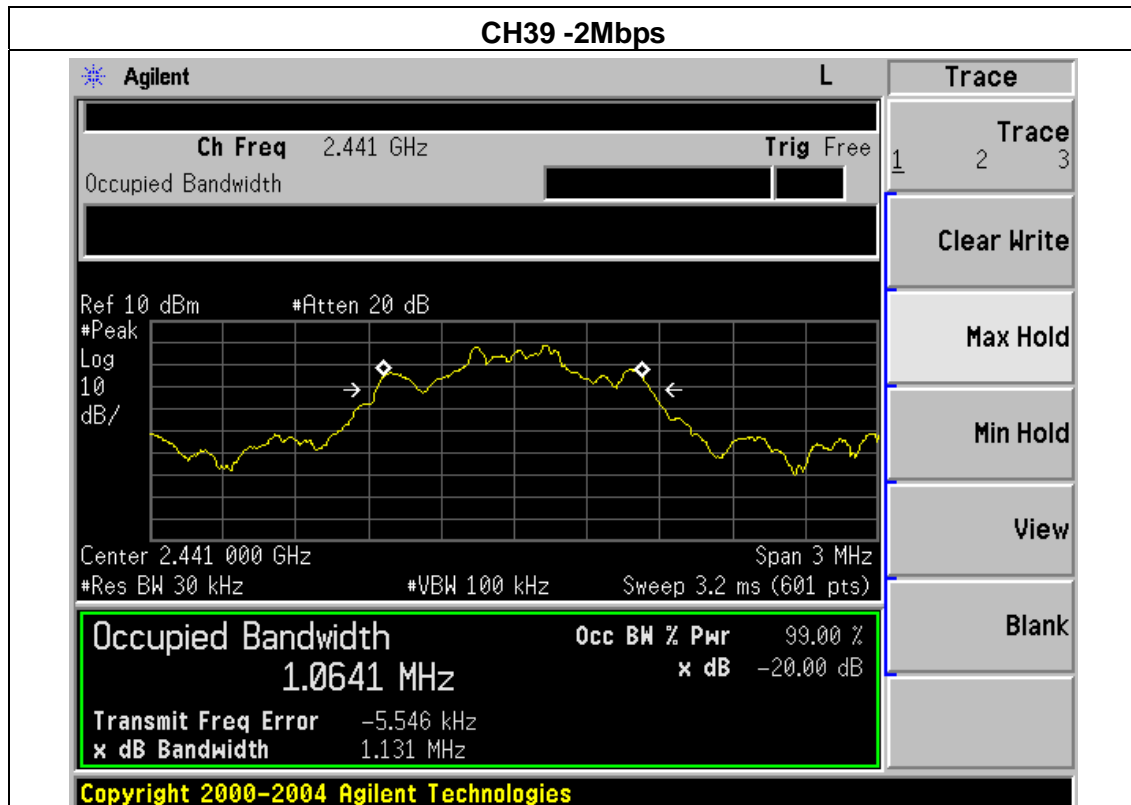 CH39 -2Mbps
Agilent L Trace
Ch Freq 2.441 GHz Trig Free
Occupied Bandwidth
Trace
1 2 3
Clear Write
Max Hold
Min Hold
View
Blank
Ref 10 dBm #Atten 20 dB
#Peak
Log
10
dB/
Center 2.441 000 GHz Span 3 MHz
#Res BW 30 kHz #VBW 100 kHz Sweep 3.2 ms (601 pts)
Occupied Bandwidth Occ BW % Pwr 99.00 %
1.0641 MHz x dB -20.00 dB
Transmit Freq Error -5.546 kHz
x dB Bandwidth 1.131 MHz
Copyright 2000-2004 Agilent Technologies